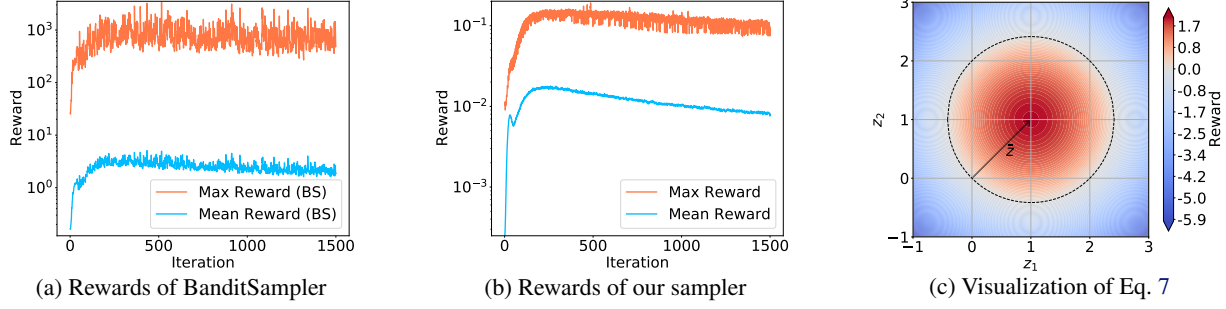 10³
10²
10¹
10⁰
Reward
0
500
1000
1500
Iteration
Max Reward (BS)
Mean Reward (BS)
(a) Rewards of BanditSampler
10⁻¹
10⁻²
10⁻³
Reward
0
500
1000
1500
Iteration
Max Reward
Mean Reward
(b) Rewards of our sampler
3
2
1
0
−1
z₂
z̄
−1
0
1
2
3
z₁
1.7
0.8
0.0
-0.8
-1.7
-2.5
-3.4
-4.2
-5.1
-5.9
Reward
(c) Visualization of Eq. 7